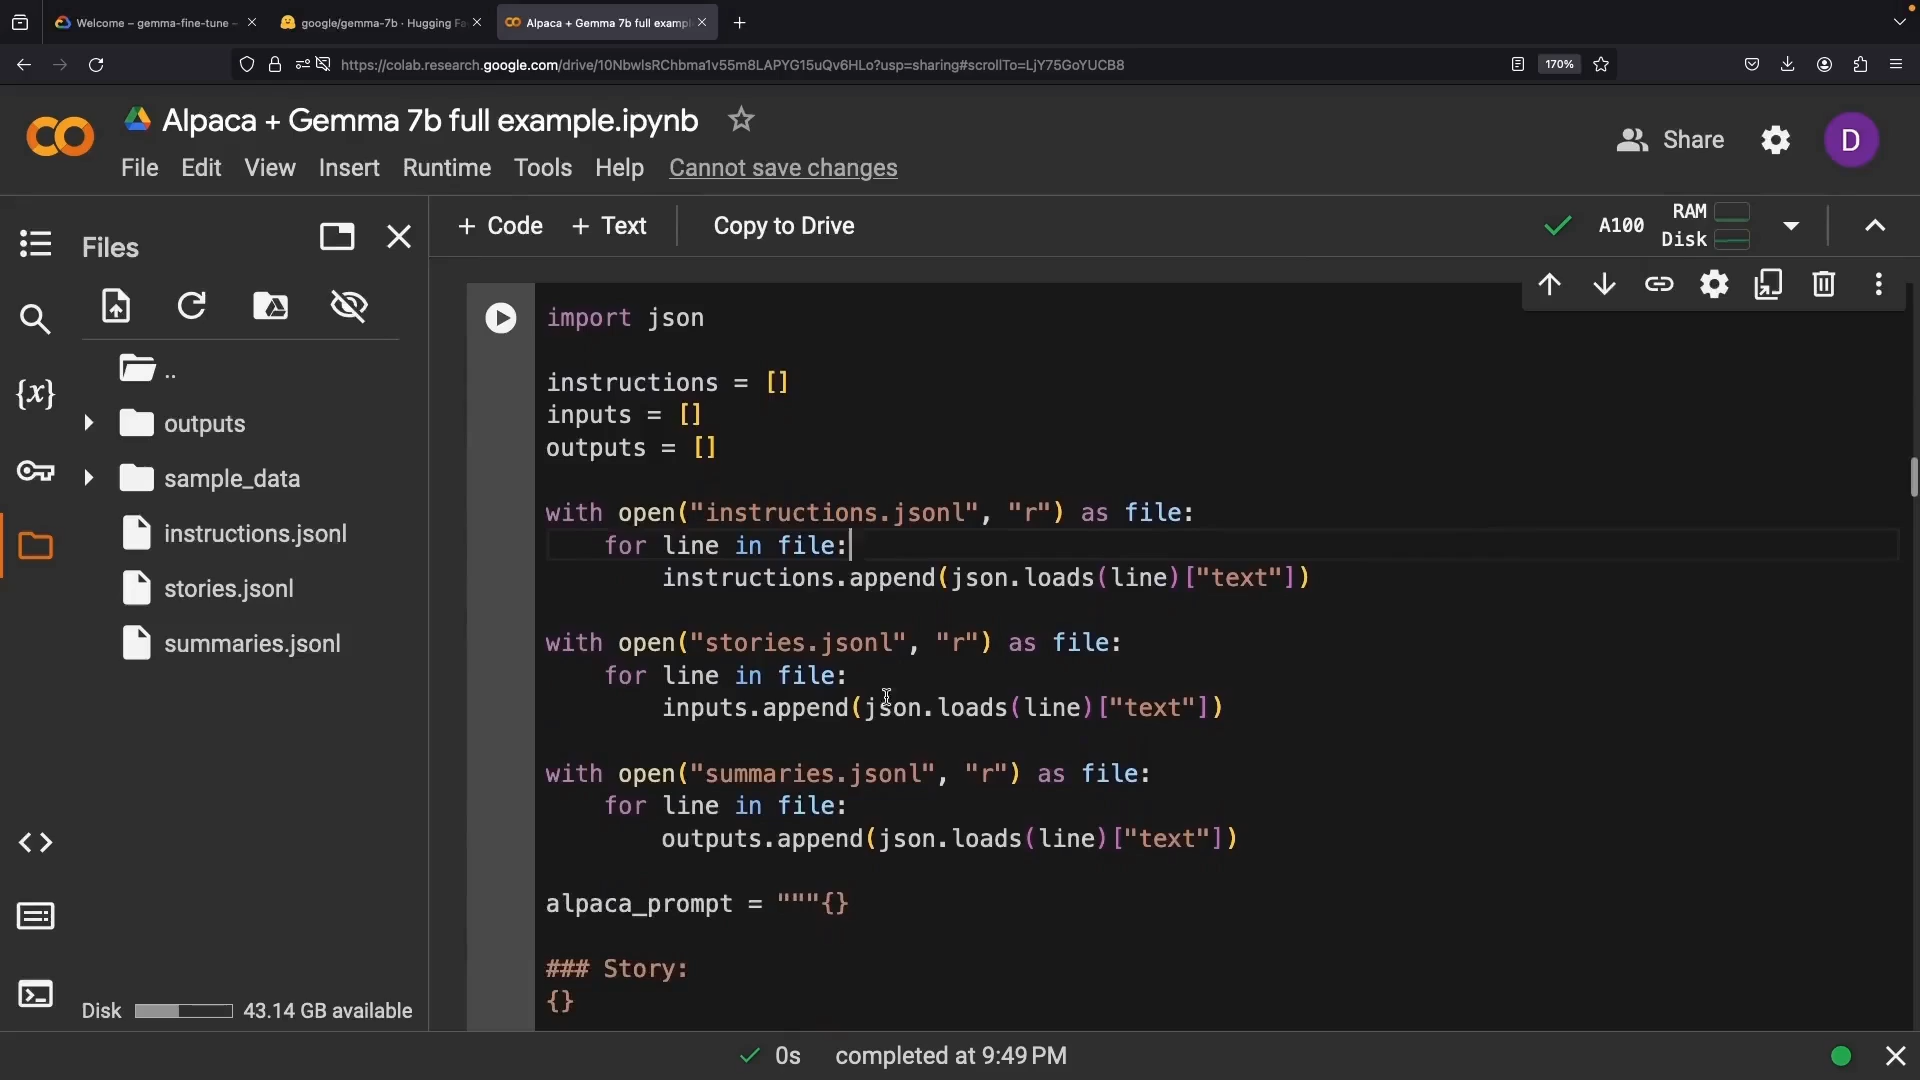 Welcome – gemma-fine-tune –
google/gemma-7b · Hugging Fa
Alpaca + Gemma 7b full exampl
https://colab.research.google.com/drive/10NbwlsRChbma1v55m8LAPYG15uQv6HLo?usp=sharing#scrollTo=LjY75GoYUCB8
170%
Alpaca + Gemma 7b full example.ipynb
Share
D
File Edit View Insert Runtime Tools Help Cannot save changes
Files
+ Code + Text Copy to Drive
A100
RAM
Disk
{x}
..
outputs
sample_data
instructions.jsonl
stories.jsonl
summaries.jsonl
Disk 43.14 GB available
import json
instructions = []
inputs = []
outputs = []
with open("instructions.jsonl", "r") as file:
for line in file:
instructions.append(json.loads(line)["text"])
with open("stories.jsonl", "r") as file:
for line in file:
inputs.append(json.loads(line)["text"])
with open("summaries.jsonl", "r") as file:
for line in file:
outputs.append(json.loads(line)["text"])
alpaca_prompt = """{}
### Story:
{}
0s completed at 9:49 PM